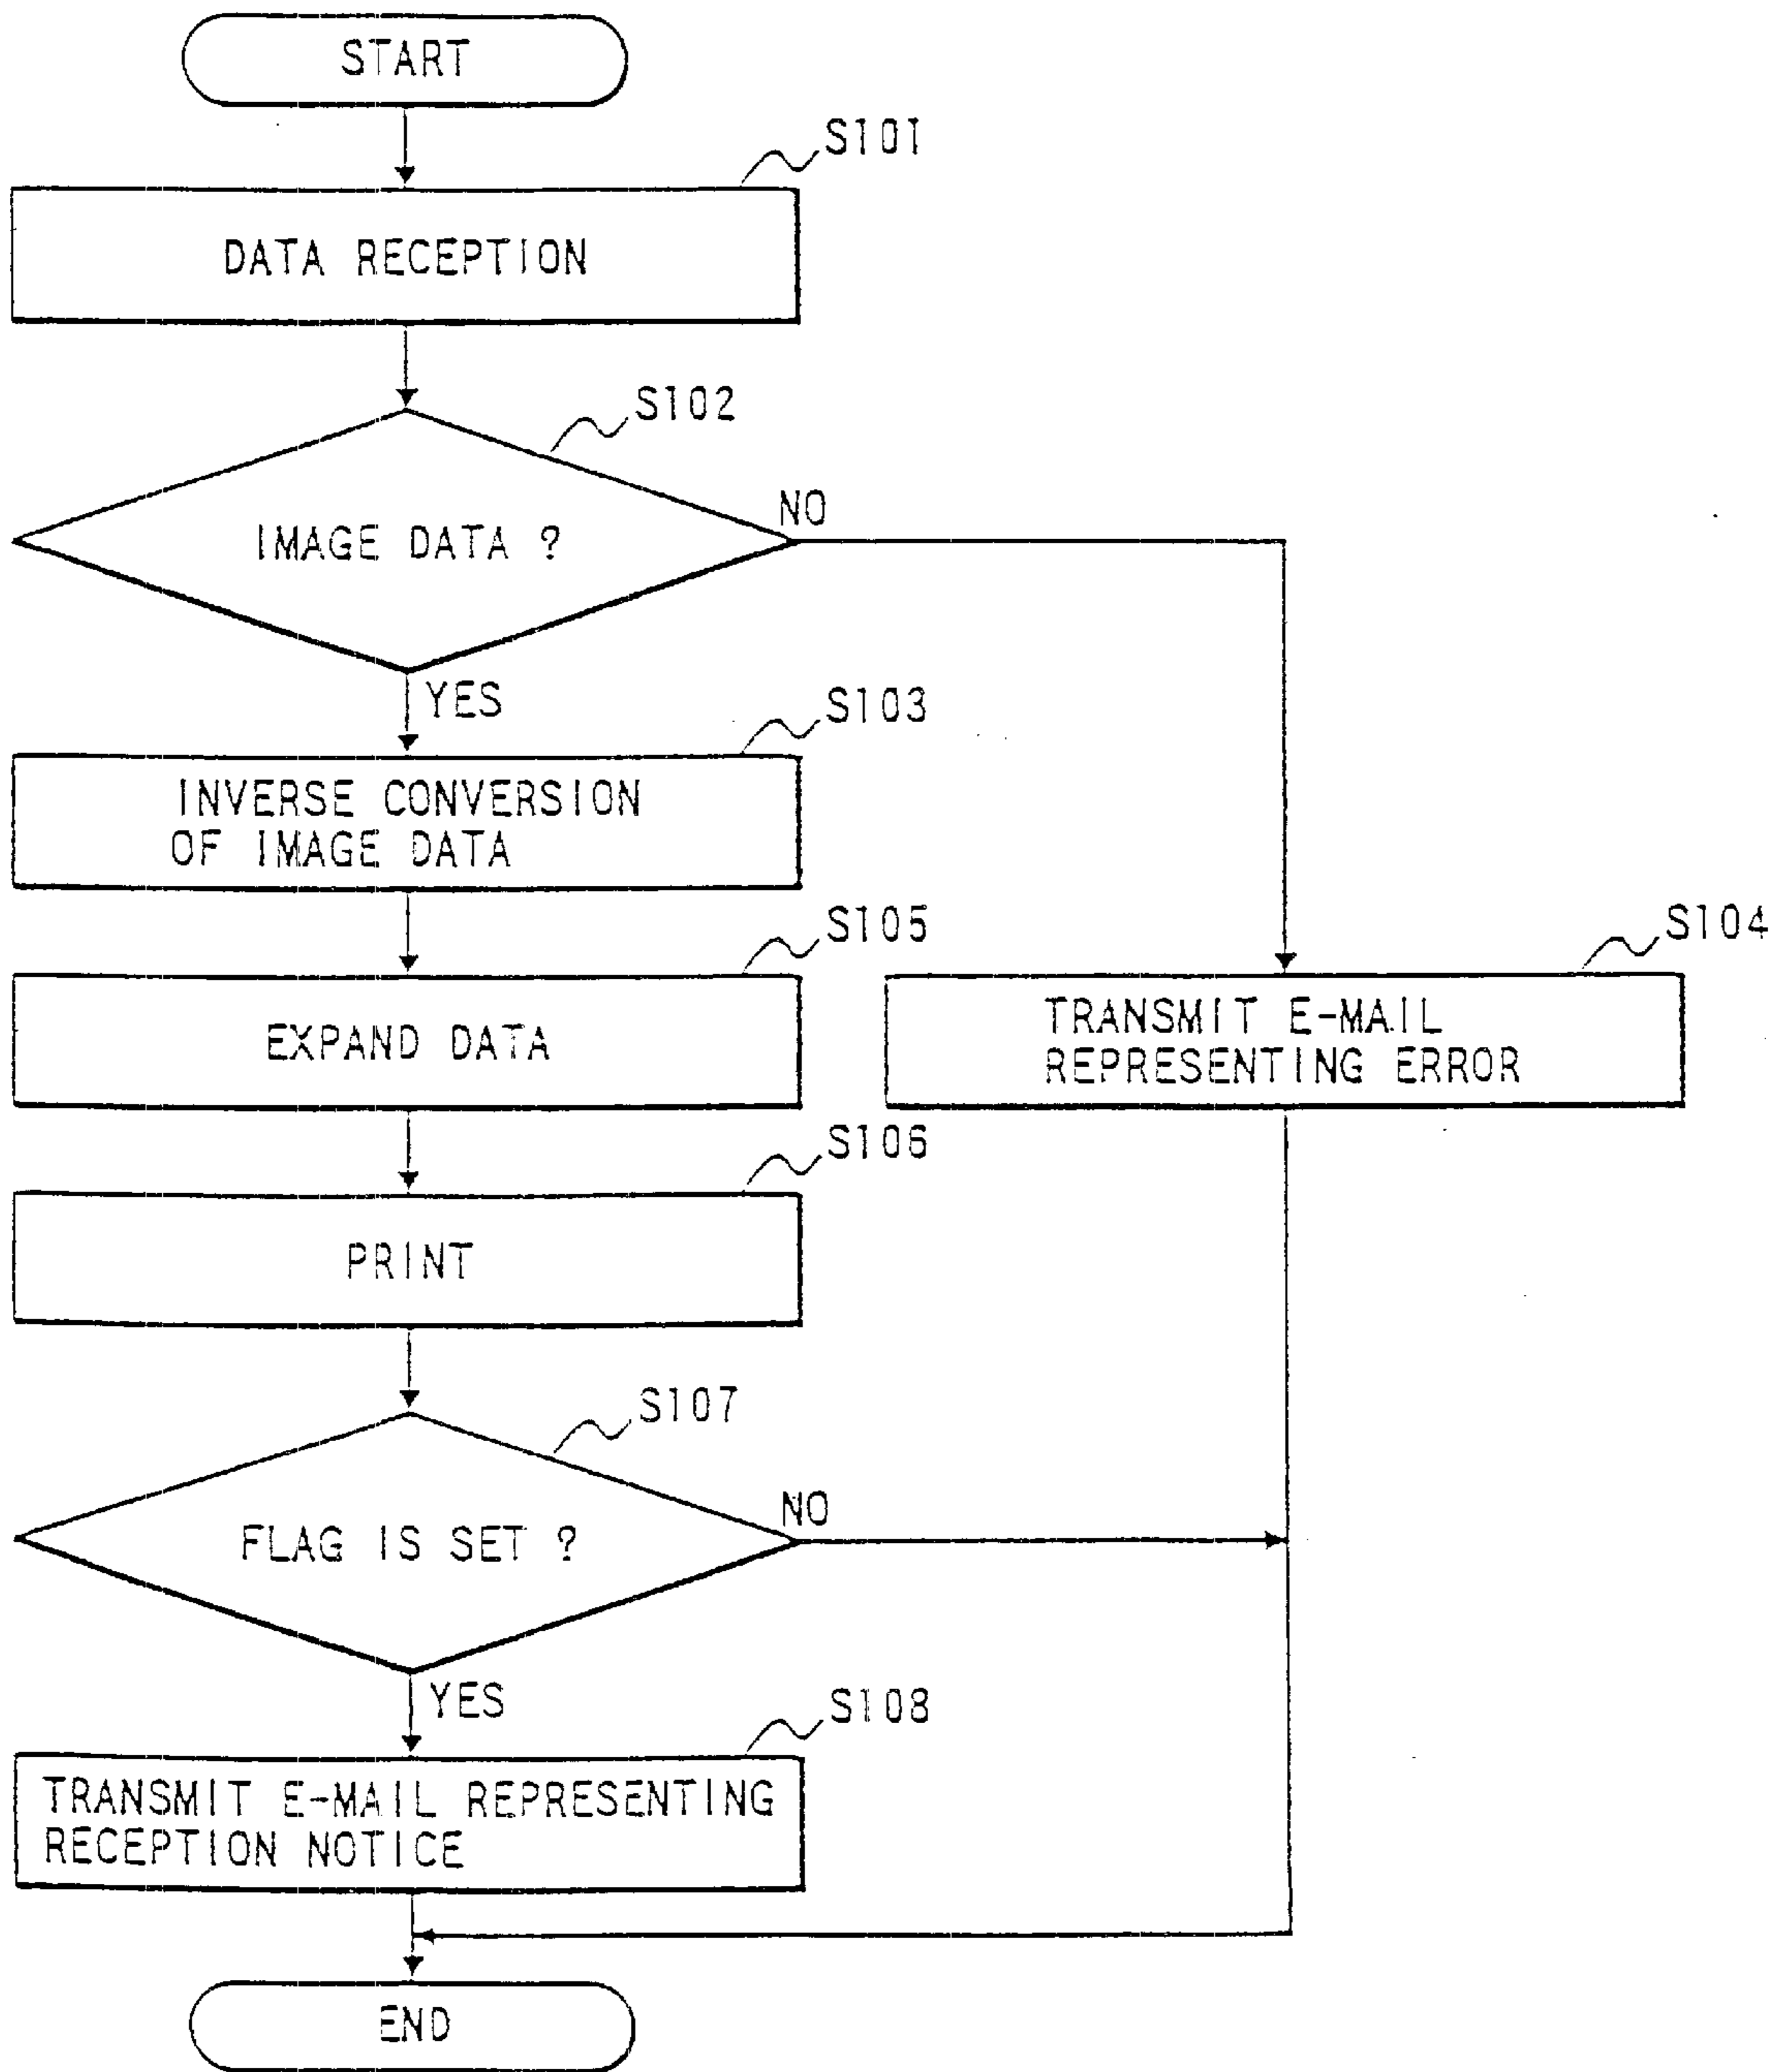 START
S101
DATA RECEPTION
S102
IMAGE DATA ?
NO
YES
S103
INVERSE CONVERSION
OF IMAGE DATA
S105
EXPAND DATA
S104
TRANSMIT E-MAIL
REPRESENTING ERROR
S106
PRINT
S107
FLAG IS SET ?
NO
YES
S108
TRANSMIT E-MAIL REPRESENTING
RECEPTION NOTICE
END